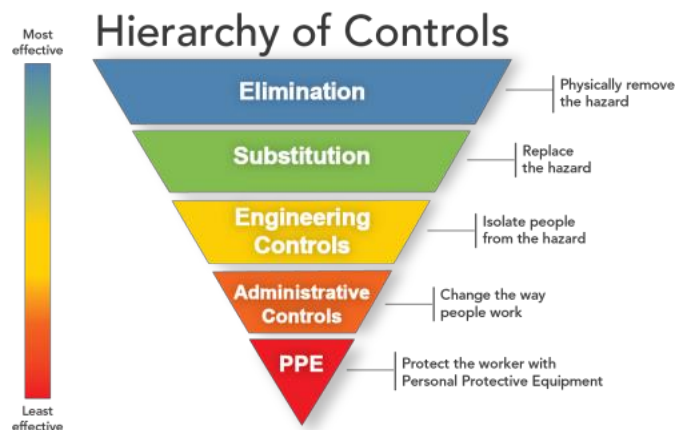 Hierarchy of Controls
Most
effective
Elimination
Physically remove
the hazard
Substitution
Replace
the hazard
Engineering
Controls
Isolate people
from the hazard
Administrative
Controls
Change the way
people work
PPE
Protect the worker with
Personal Protective Equipment
Least
effective